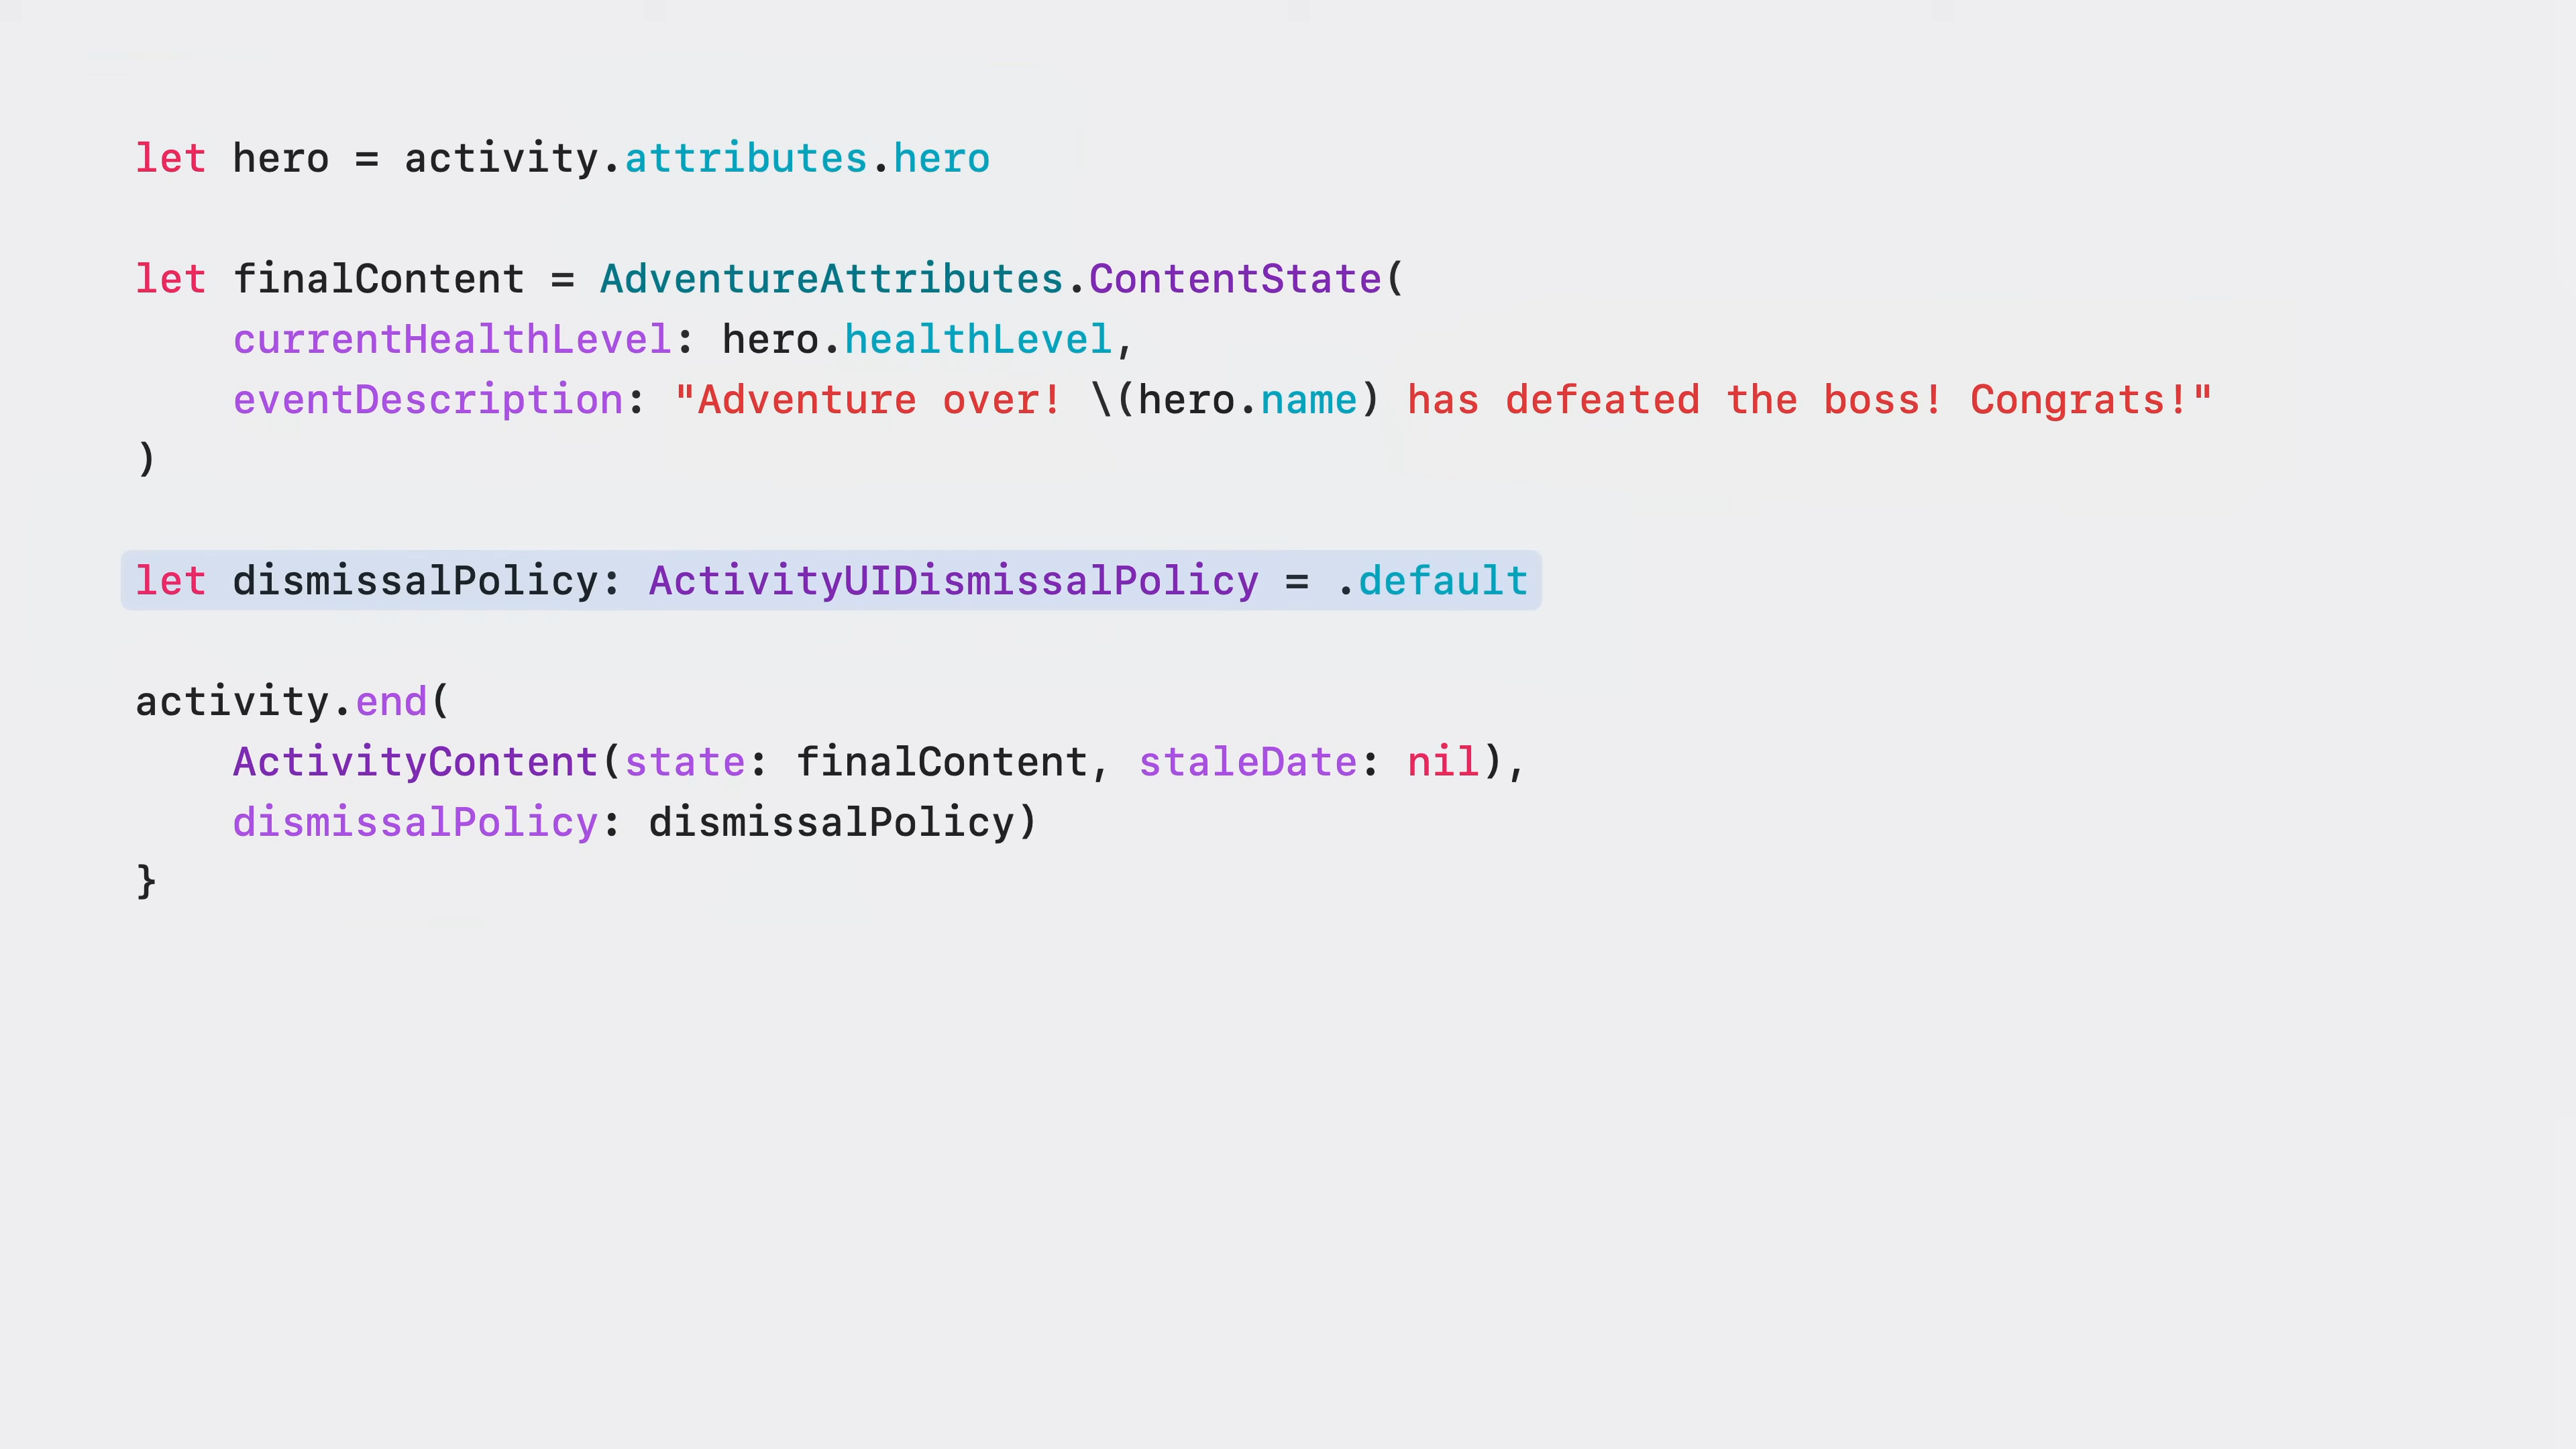 let hero = activity.attributes.hero
let finalContent = AdventureAttributes.ContentState(
    currentHealthLevel: hero.healthLevel,
    eventDescription: "Adventure over! \(hero.name) has defeated the boss! Congrats!"
)
let dismissalPolicy: ActivityUIDismissalPolicy = .default
activity.end(
    ActivityContent(state: finalContent, staleDate: nil),
    dismissalPolicy: dismissalPolicy)
}